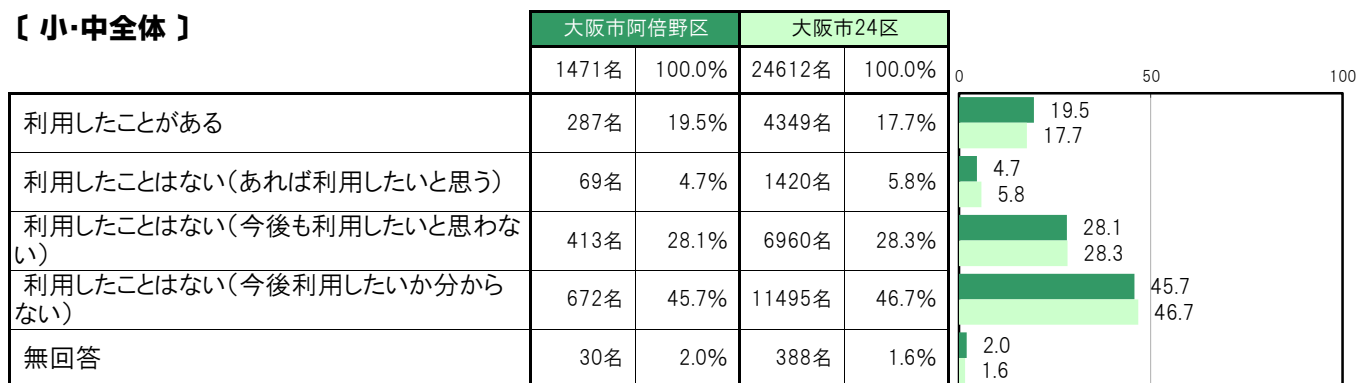 〔 小・中全体 〕
大阪市阿倍野区 大阪市24区
1471名 100.0% 24612名 100.0%
0 50 100
利用したことがある 287名 19.5% 4349名 17.7%
19.5
17.7
利用したことはない（あれば利用したいと思う） 69名 4.7% 1420名 5.8%
4.7
5.8
利用したことはない（今後も利用したいと思わな
い） 413名 28.1% 6960名 28.3%
28.1
28.3
利用したことはない（今後利用したいか分から
ない） 672名 45.7% 11495名 46.7%
45.7
46.7
無回答 30名 2.0% 388名 1.6%
2.0
1.6